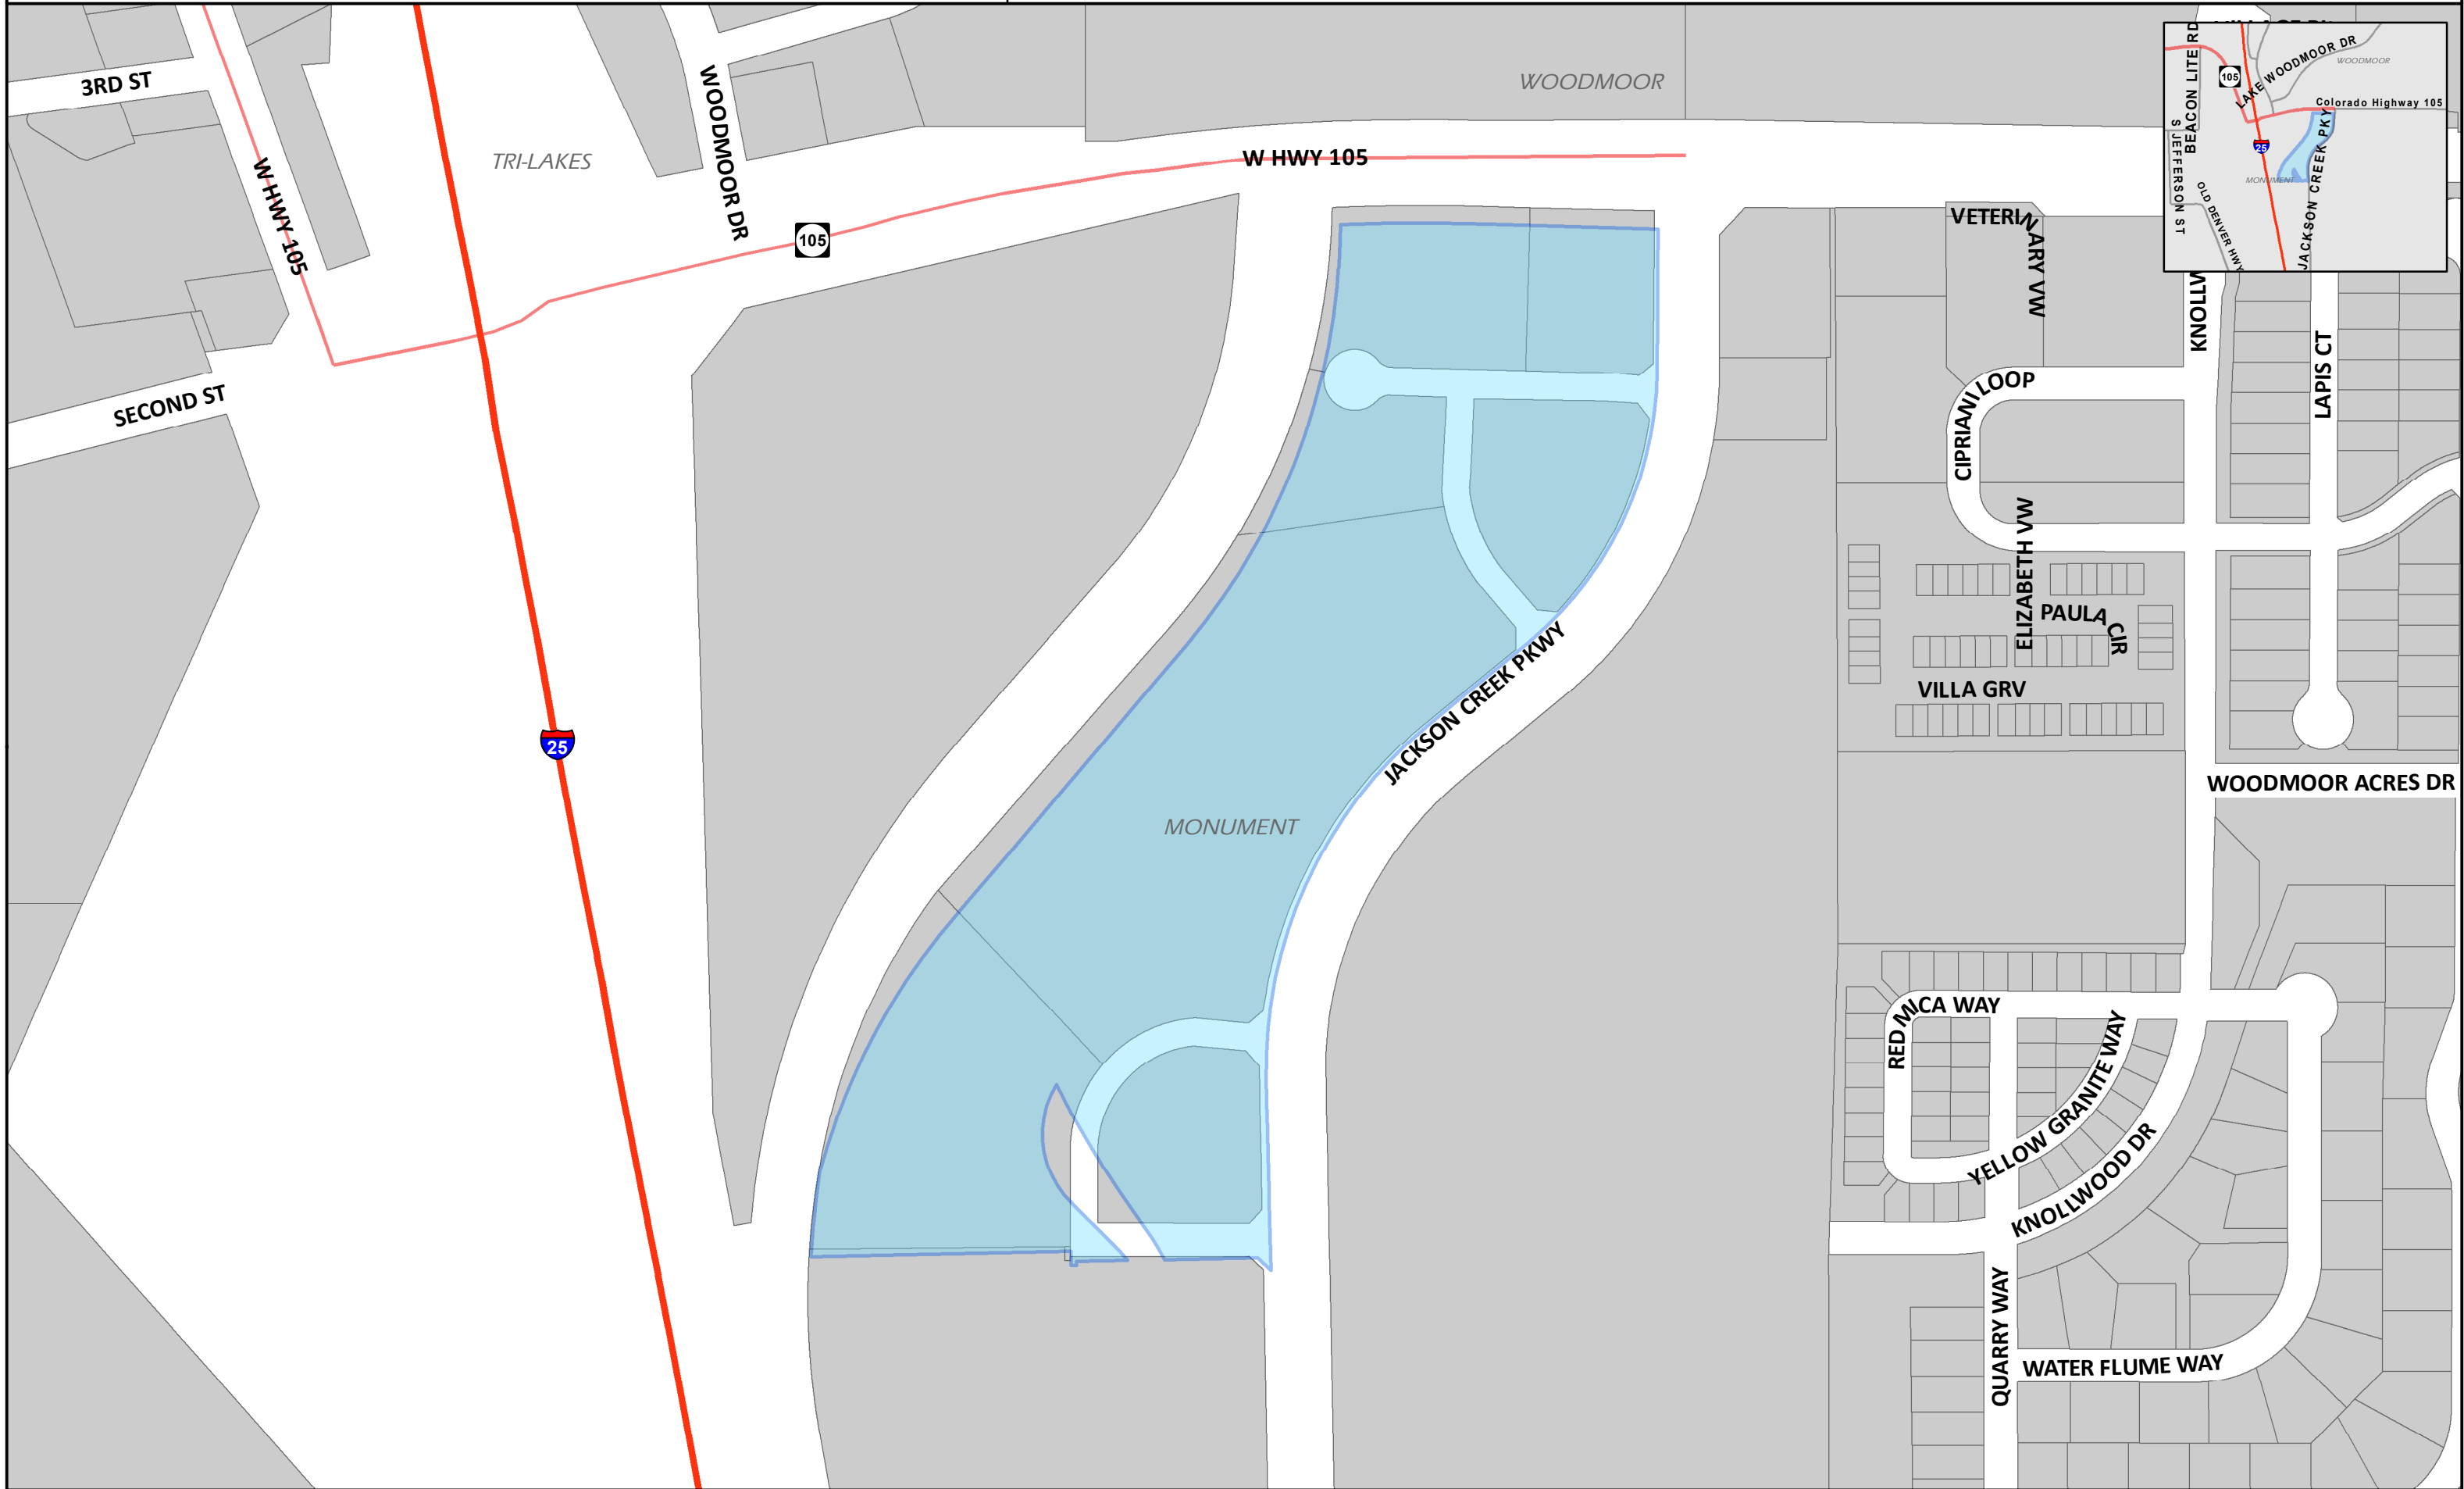 3RD ST
W HWY 105
SECOND ST
TRI-LAKES
WOODMOOR DR
105
W HWY 105
WOODMOOR
25
JACKSON CREEK PKWY
MONUMENT
VETERINARY VW
KNOLLW
CIPRIANI LOOP
LAPIS CT
ELIZABETH VW
PAULA CIR
VILLA GRV
WOODMOOR ACRES DR
RED MICA WAY
YELLOW GRANITE WAY
KNOLLWOOD DR
QUARRY WAY
WATER FLUME WAY
BEACON LITE RD
S JEFFERSON ST
OLD DENVER HWY
105
LAKE WOODMOOR DR
WOODMOOR
Colorado Highway 105
25
MONUMENT
JACKSON CREEK PKY